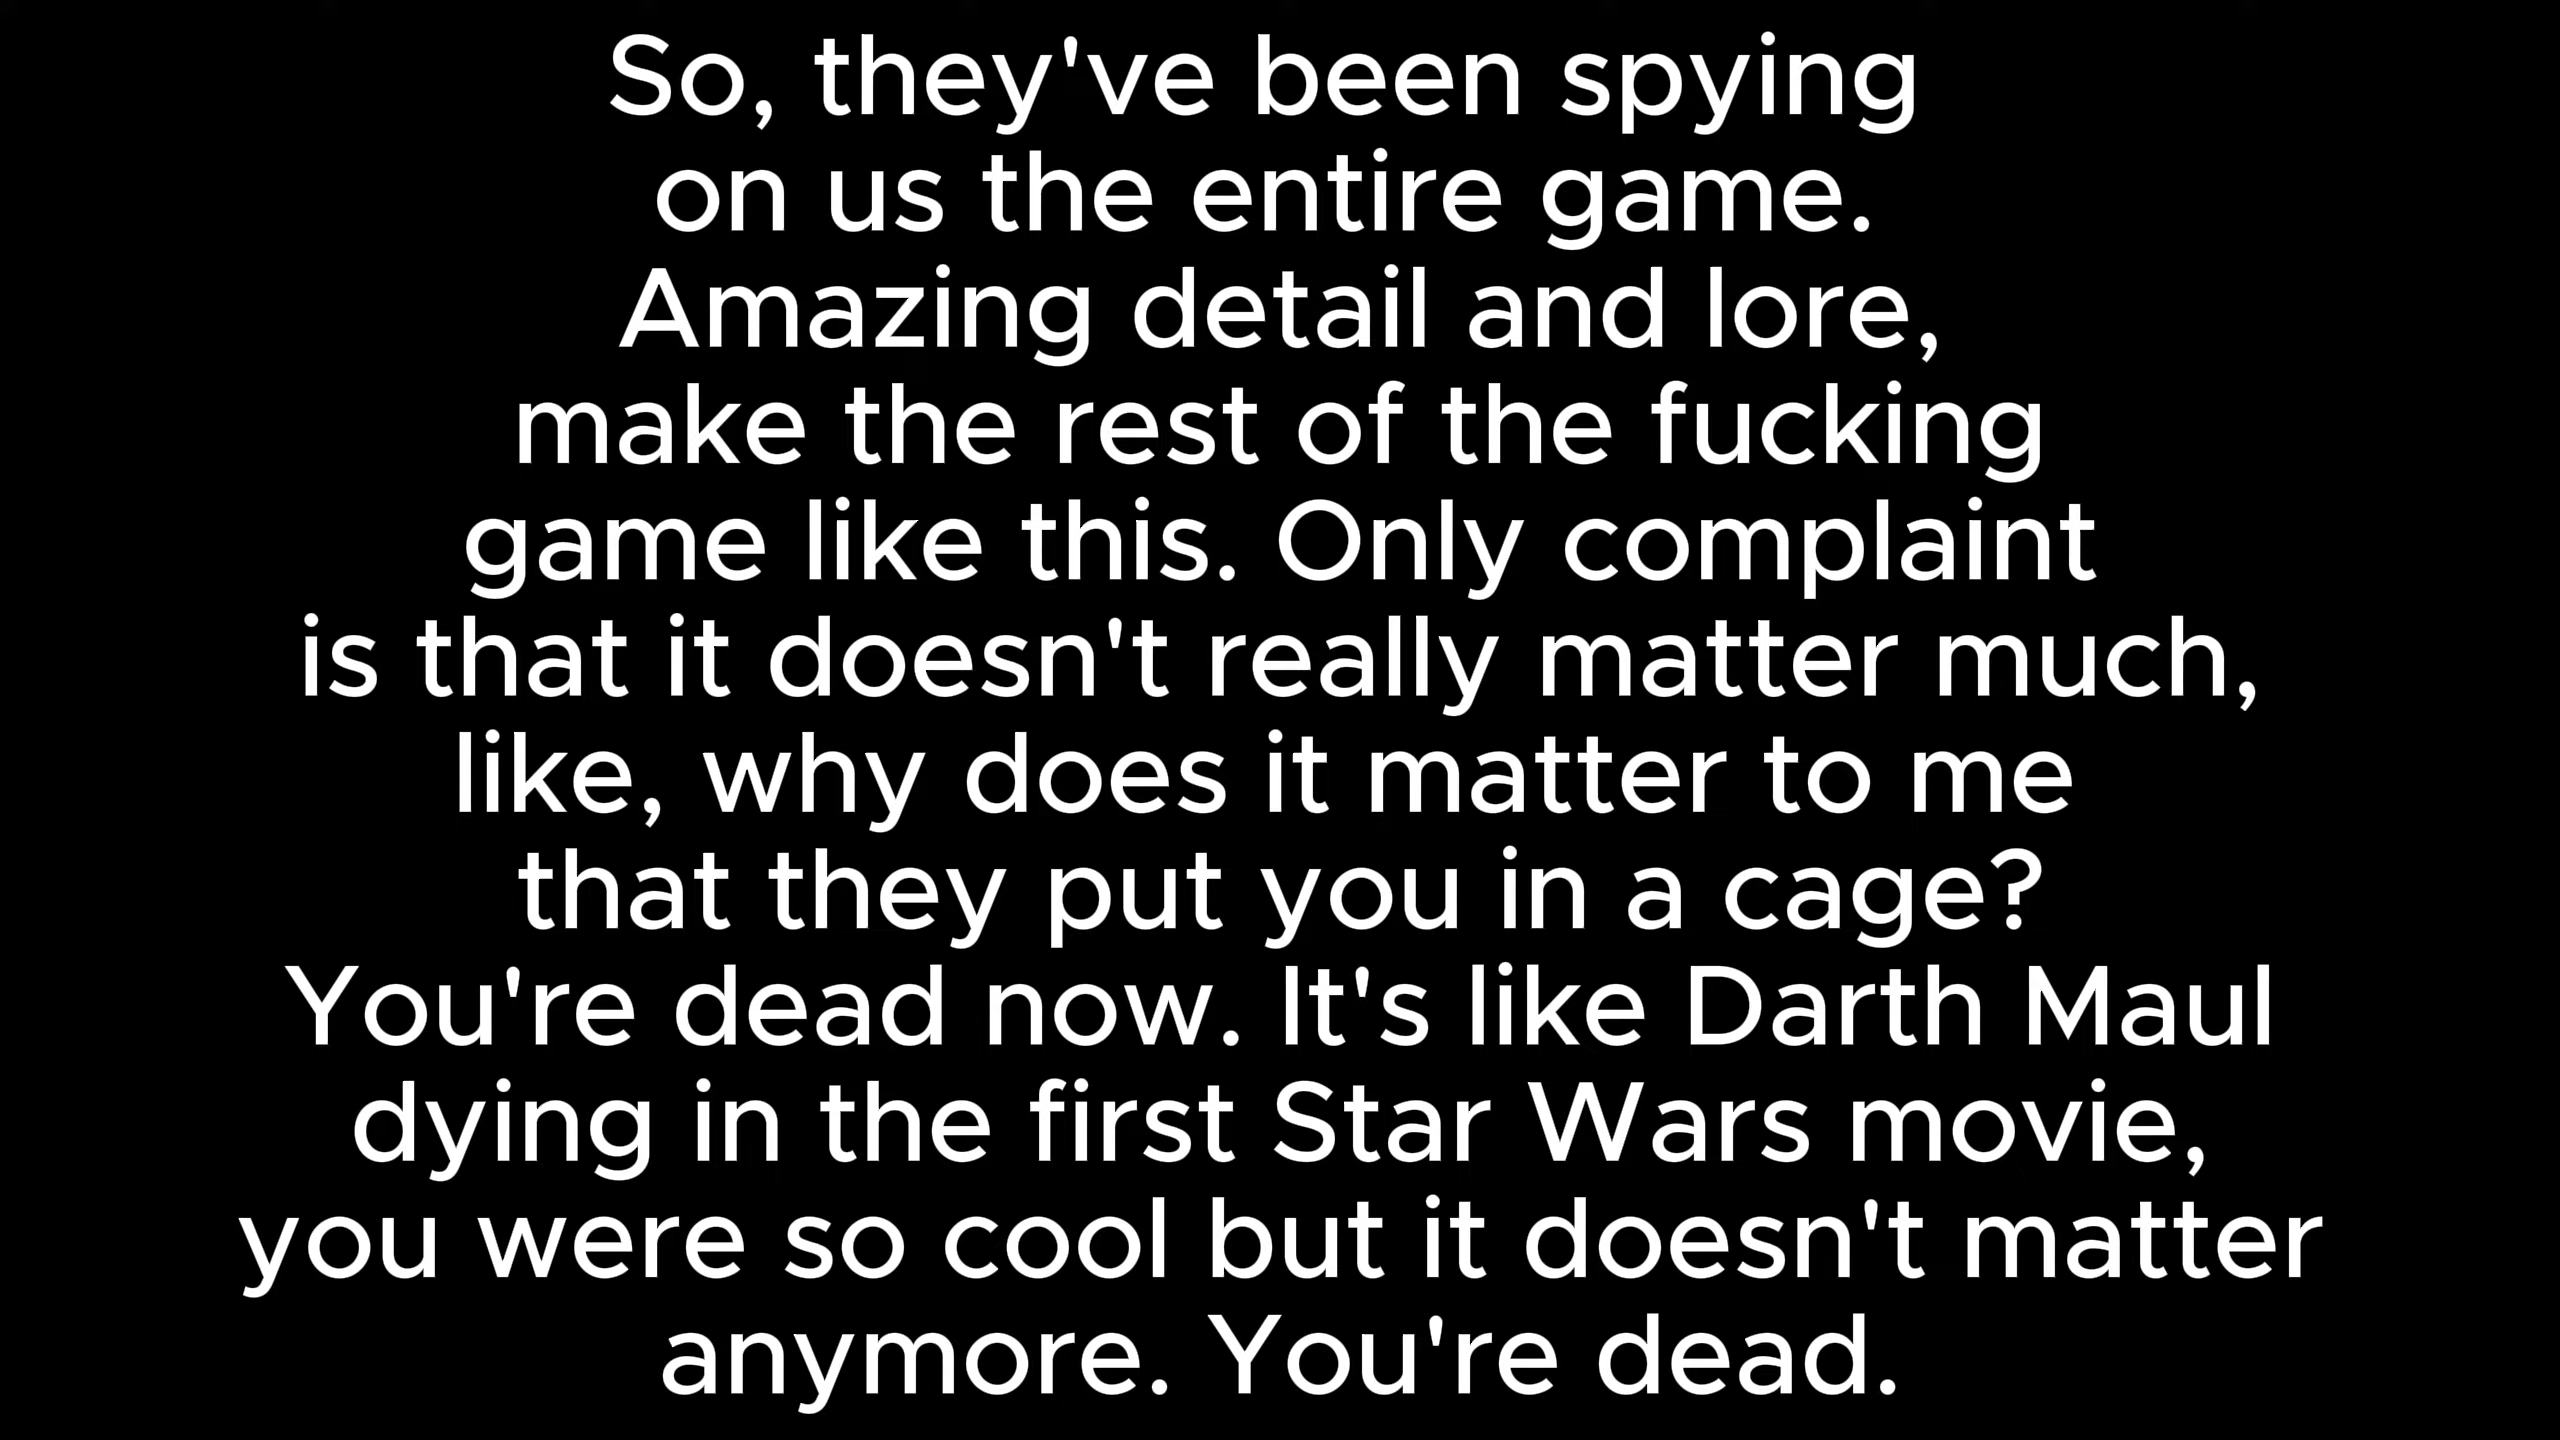 So, they've been spying
on us the entire game.
Amazing detail and lore,
make the rest of the fucking
game like this. Only complaint
is that it doesn't really matter much,
like, why does it matter to me
that they put you in a cage?
You're dead now. It's like Darth Maul
dying in the first Star Wars movie,
you were so cool but it doesn't matter
anymore. You're dead.